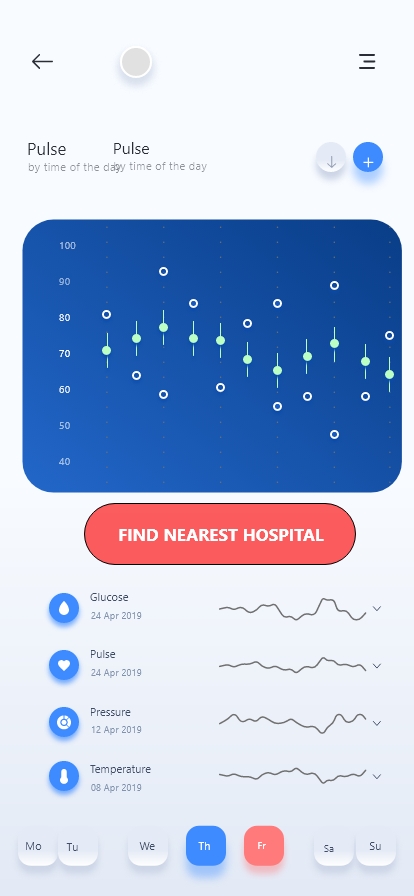 Pulse
by time of the day
Pulse
by time of the day
100
90
80
70
60
50
40
FIND NEAREST HOSPITAL
Glucose
24 Apr 2019
Pulse
24 Apr 2019
Pressure
12 Apr 2019
Temperature
08 Apr 2019
Mo Tu We Th Fr Sa Su